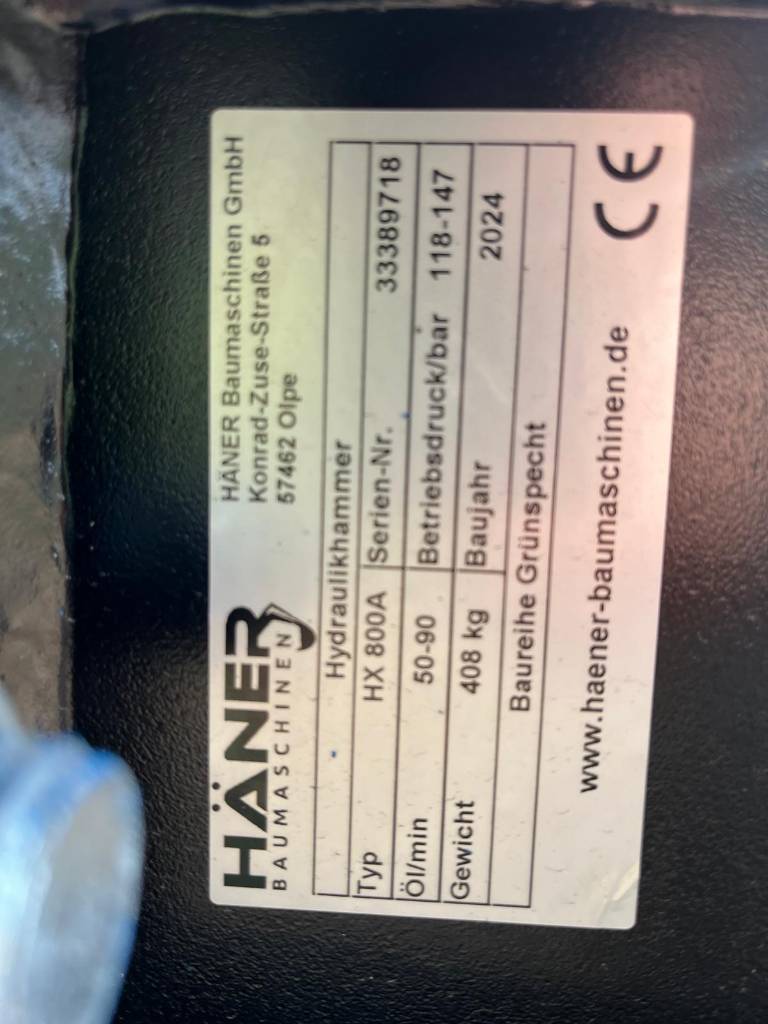 HÄNER
BAUMASCHINEN
HÄNER Baumaschinen GmbH
Konrad-Zuse-Straße 5
57462 Olpe
Hydraulikhammer
Typ HX 800A Serien-Nr. 33389718
Öl/min 50-90 Betriebsdruck/bar 118-147
Gewicht 408 kg Baujahr 2024
Baureihe Grünspecht
www.haener-baumaschinen.de CE